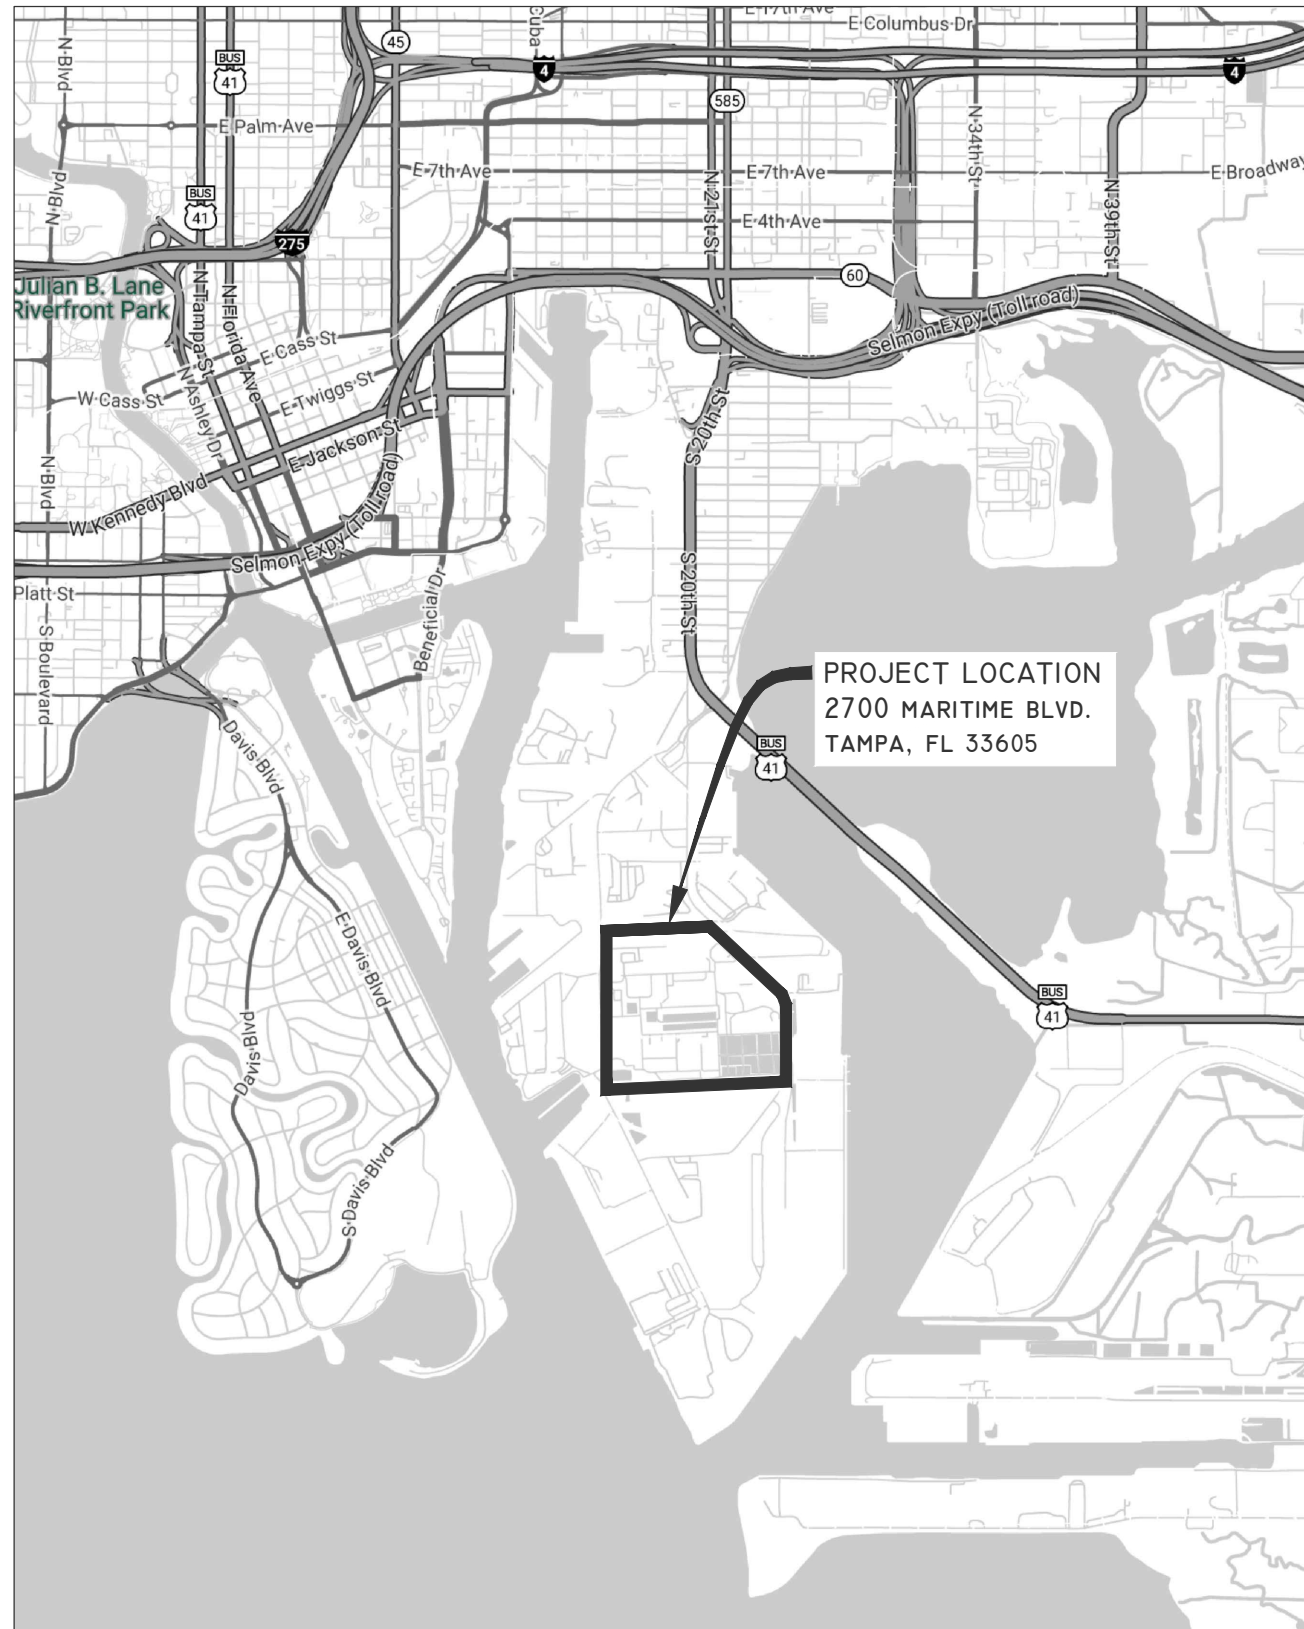 E 17th Ave
E Columbus Dr
N Blvd
BUS
41
45
Cuba
4
4
585
E Palm Ave
N 34th St
E 7th Ave
E 7th Ave
E Broadway
N Blvd
BUS
41
N 21st St
N 39th St
E 4th Ave
275
60
Julian B. Lane
Riverfront Park
N Tampa St
N Florida Ave
Selmon Expy (Toll road)
E Cass St
W Cass St
N Ashley Dr
E Twiggs St
S 20th St
E Jackson St
N Blvd
W Kennedy Blvd
Selmon Expy (Toll road)
Platt St
S 20th St
Beneficial Dr
S Boulevard
PROJECT LOCATION
2700 MARITIME BLVD.
TAMPA, FL 33605
BUS
41
Davis Blvd
E Davis Blvd
BUS
41
Davis Blvd
S Davis Blvd